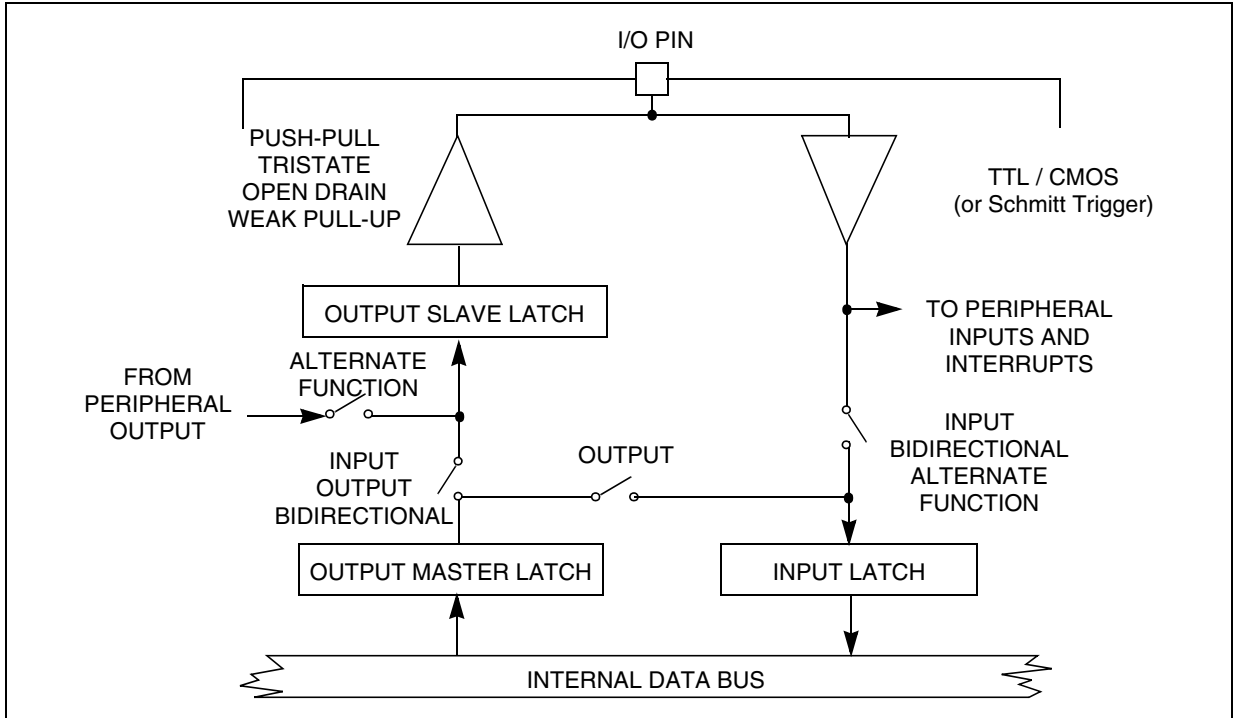 I/O PIN
PUSH-PULL
TRISTATE
OPEN DRAIN
WEAK PULL-UP
TTL / CMOS
(or Schmitt Trigger)
OUTPUT SLAVE LATCH
TO PERIPHERAL
INPUTS AND
INTERRUPTS
ALTERNATE
FUNCTION
FROM
PERIPHERAL
OUTPUT
INPUT
OUTPUT
BIDIRECTIONAL
OUTPUT
INPUT
BIDIRECTIONAL
ALTERNATE
FUNCTION
OUTPUT MASTER LATCH
INPUT LATCH
INTERNAL DATA BUS